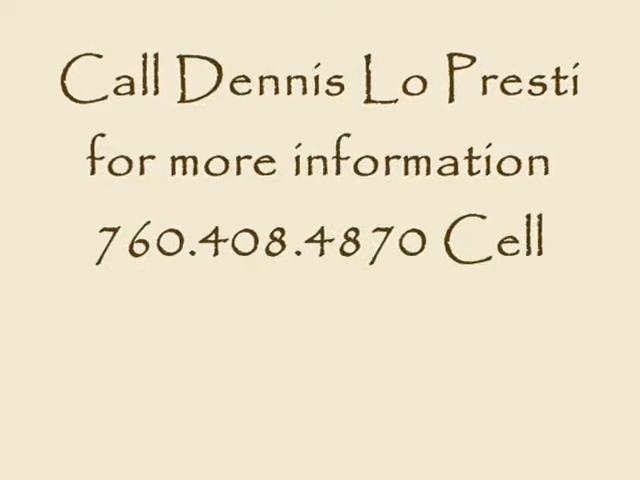 Call Dennis Lo Presti
for more information
760.408.4870 Cell